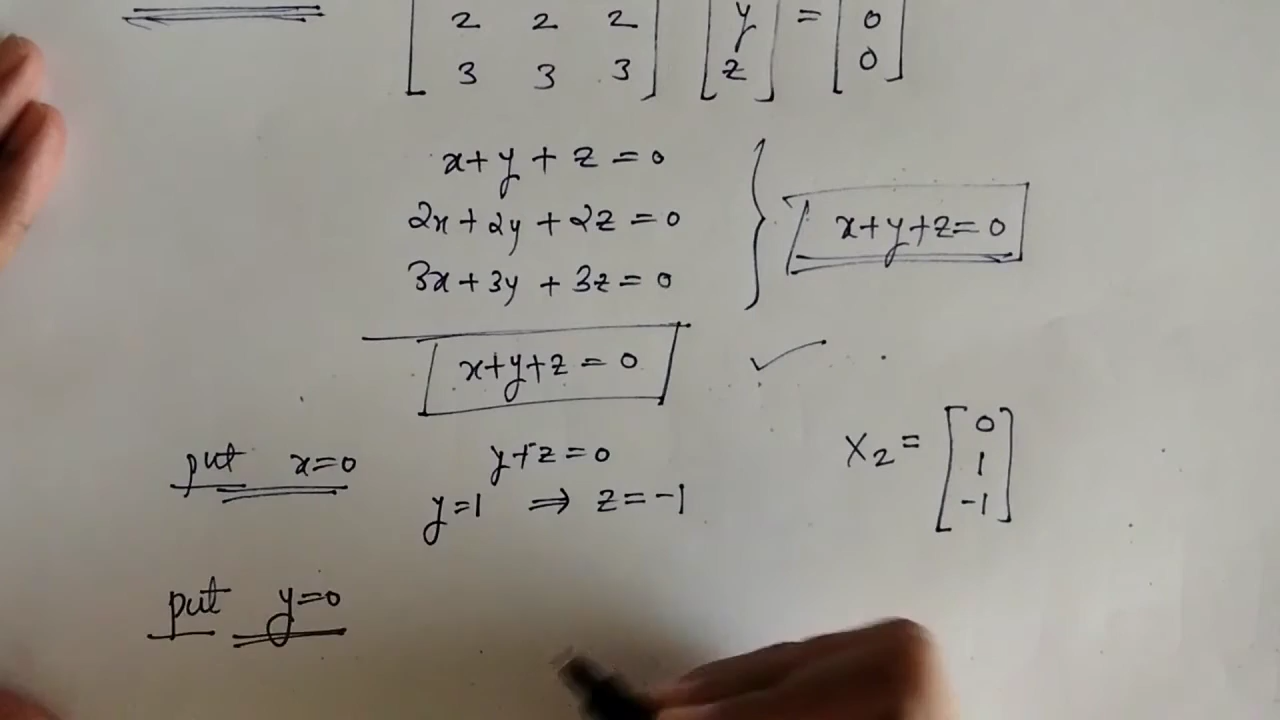 [2 2 2] [y] = [0]
[3 3 3] [z] [0]
x+y+z=0
2x+2y+2z=0
3x+3y+3z=0
x+y+z=0
x+y+z=0
put x=0 y+z=0
y=1 ⇒ z=-1
X₂ = [0
1
-1]
put y=0